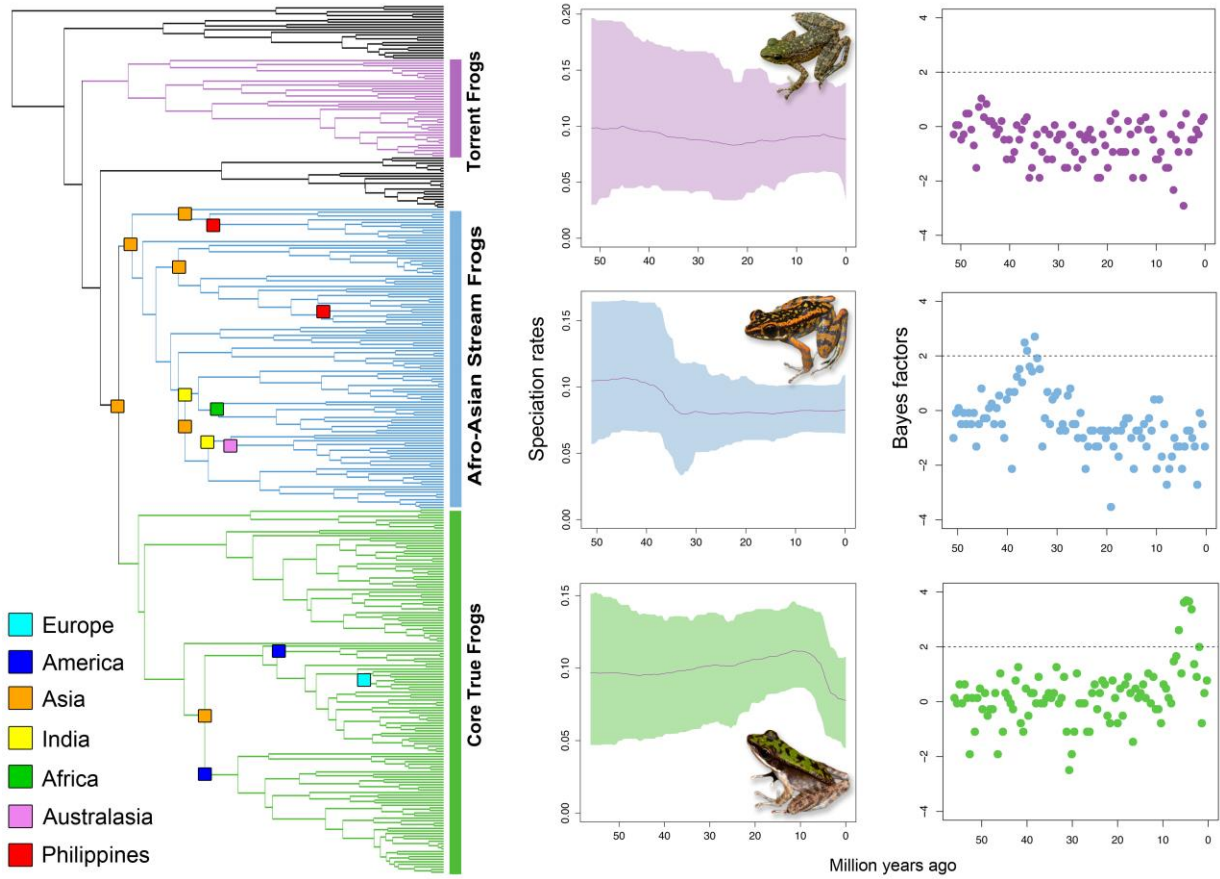 Torrent Frogs
Afro-Asian Stream Frogs
Core True Frogs
Europe
America
Asia
India
Africa
Australasia
Philippines
Speciation rates
0.20
0.15
0.10
0.05
0.00
50 40 30 20 10 0
0.15
0.10
0.05
0.00
50 40 30 20 10 0
0.15
0.10
0.05
0.00
50 40 30 20 10 0
Bayes factors
4
2
0
-2
-4
50 40 30 20 10 0
4
2
0
-2
-4
50 40 30 20 10 0
4
2
0
-2
-4
50 40 30 20 10 0
Million years ago